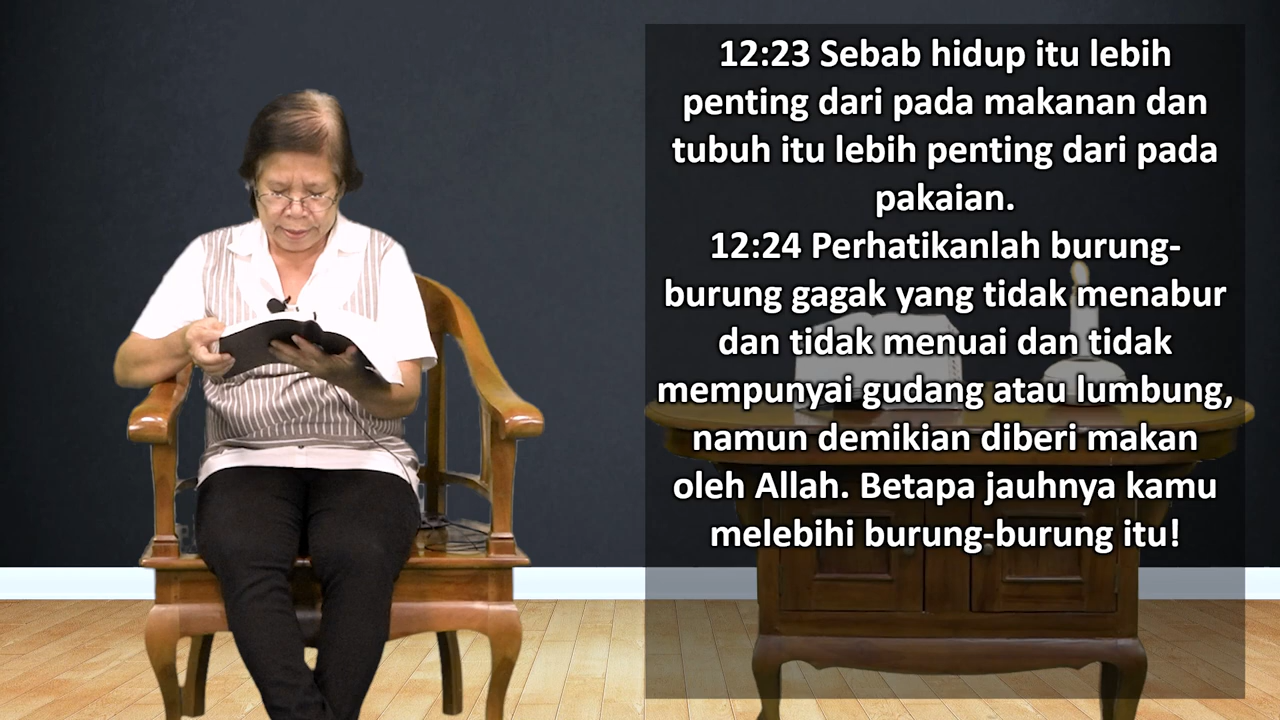 12:23 Sebab hidup itu lebih
penting dari pada makanan dan
tubuh itu lebih penting dari pada
pakaian.
12:24 Perhatikanlah burung-
burung gagak yang tidak menabur
dan tidak menuai dan tidak
mempunyai gudang atau lumbung,
namun demikian diberi makan
oleh Allah. Betapa jauhnya kamu
melebihi burung-burung itu!